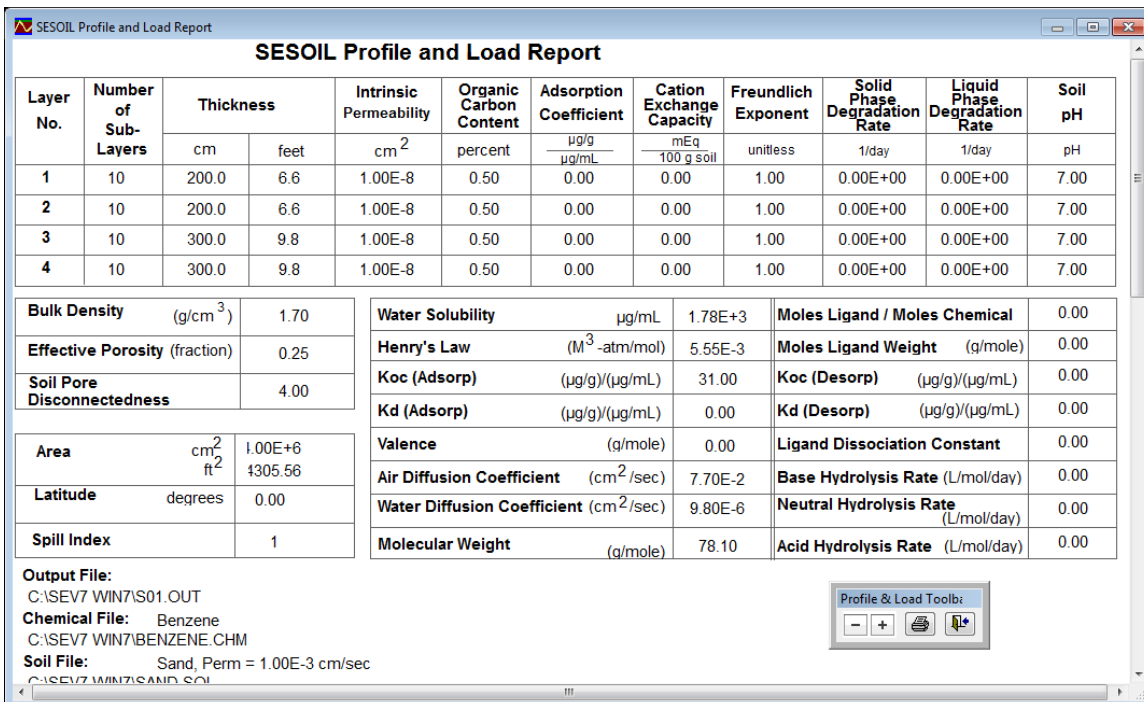 SESOIL Profile and Load Report
SESOIL Profile and Load Report
Layer No. Number of Sub-Layers Thickness Intrinsic Permeability Organic Carbon Content Adsorption Coefficient Cation Exchange Capacity Freundlich Exponent Solid Phase Degradation Rate Liquid Phase Degradation Rate Soil pH
cm feet cm2 percent µg/g µg/mL mEq 100 g soil unitless 1/day 1/day pH
1 10 200.0 6.6 1.00E-8 0.50 0.00 0.00 1.00 0.00E+00 0.00E+00 7.00
2 10 200.0 6.6 1.00E-8 0.50 0.00 0.00 1.00 0.00E+00 0.00E+00 7.00
3 10 300.0 9.8 1.00E-8 0.50 0.00 0.00 1.00 0.00E+00 0.00E+00 7.00
4 10 300.0 9.8 1.00E-8 0.50 0.00 0.00 1.00 0.00E+00 0.00E+00 7.00
Bulk Density (g/cm3) 1.70
Effective Porosity (fraction) 0.25
Soil Pore Disconnectedness 4.00
Area cm2
ft2
Latitude degrees 0.00
Spill Index 1
Water Solubility µg/mL 1.78E+3
Henry's Law (M3-atm/mol) 5.55E-3
Koc (Adsorp) (µg/g)/(µg/mL) 31.00
Kd (Adsorp) (µg/g)/(µg/mL) 0.00
Valence (g/mole) 0.00
Air Diffusion Coefficient (cm2/sec) 7.70E-2
Water Diffusion Coefficient (cm2/sec) 9.80E-6
Molecular Weight (g/mole) 78.10
Moles Ligand / Moles Chemical 0.00
Moles Ligand Weight (g/mole) 0.00
Koc (Desorp) (µg/g)/(µg/mL) 0.00
Kd (Desorp) (µg/g)/(µg/mL) 0.00
Ligand Dissociation Constant 0.00
Base Hydrolysis Rate (L/mol/day) 0.00
Neutral Hydrolysis Rate (L/mol/day) 0.00
Acid Hydrolysis Rate (L/mol/day) 0.00
Output File:
C:\SEV7 WIN7\S01.OUT
Chemical File: Benzene
C:\SEV7 WIN7\BENZENE.CHM
Soil File: Sand, Perm = 1.00E-3 cm/sec
C:\SEV7 WIN7\SAND.SOL
Profile & Load Toolba